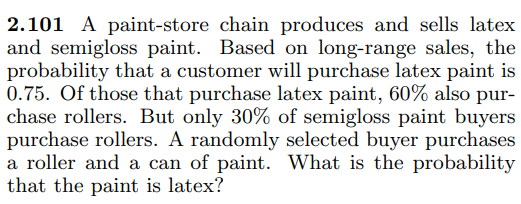 2.101 A paint-store chain produces and sells latex
and semigloss paint. Based on long-range sales, the
probability that a customer will purchase latex paint is
0.75. Of those that purchase latex paint, 60% also pur-
chase rollers. But only 30% of semigloss paint buyers
purchase rollers. A randomly selected buyer purchases
a roller and a can of paint. What is the probability
that the paint is latex?